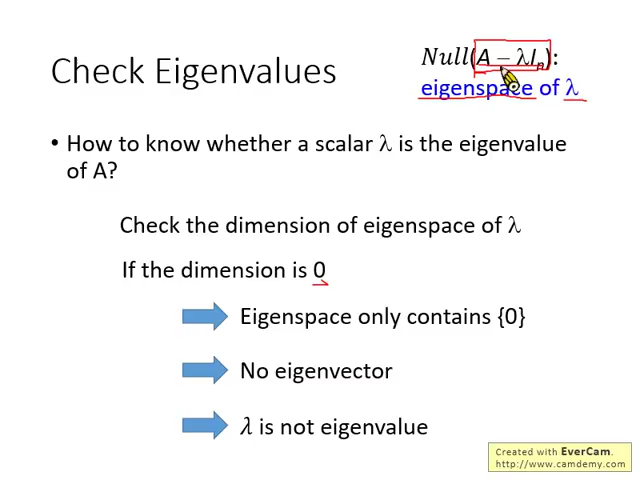 Check Eigenvalues
Null(A − λIₙ):
eigenspace of λ
• How to know whether a scalar λ is the eigenvalue
of A?
Check the dimension of eigenspace of λ
If the dimension is 0
Eigenspace only contains {0}
No eigenvector
λ is not eigenvalue
Created with EverCam.
http://www.camdemy.com